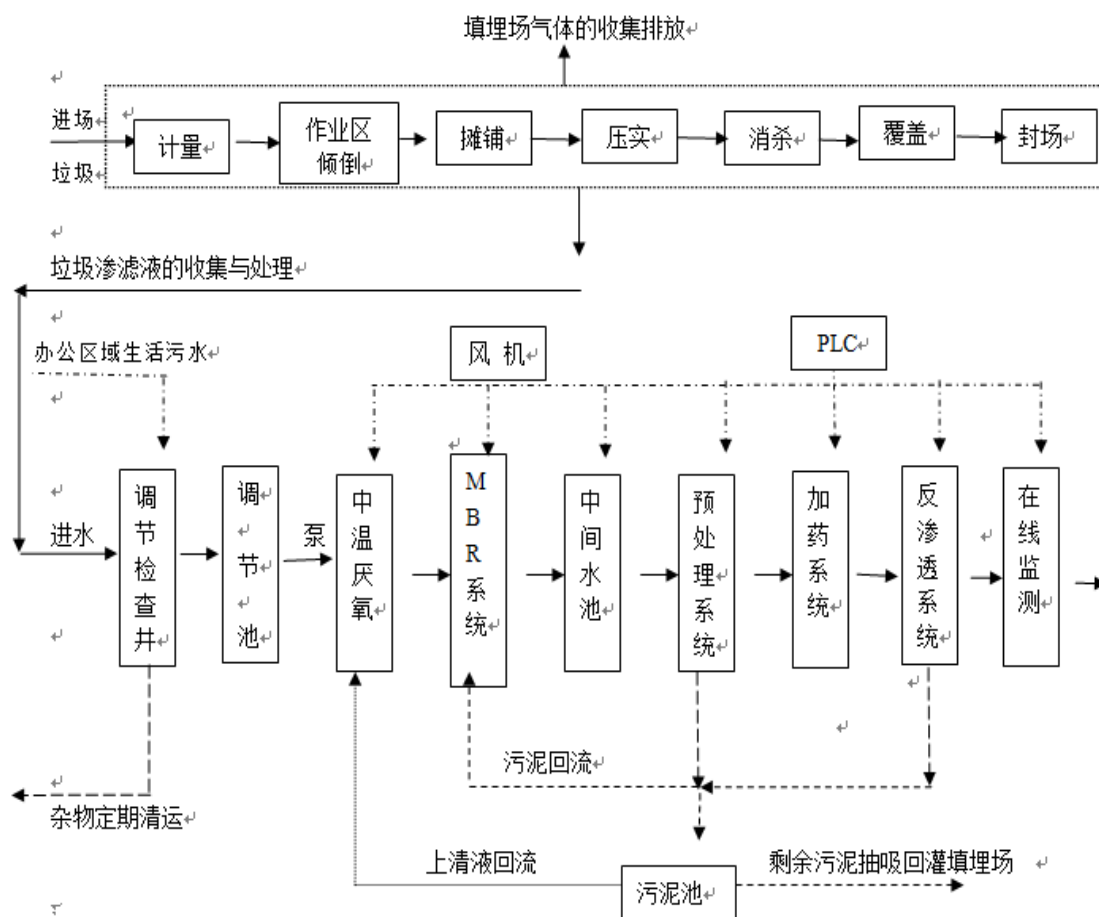 填埋场气体的收集排放
进场
垃圾
计量
作业区
倾倒
摊铺
压实
消杀
覆盖
封场
垃圾渗滤液的收集与处理
办公区域生活污水
风 机
PLC
进水
调节检查井
调节池
泵
中温厌氧
MBR系统
中间水池
预处理系统
加药系统
反渗透系统
在线监测
污泥回流
杂物定期清运
上清液回流
污泥池
剩余污泥抽吸回灌填埋场